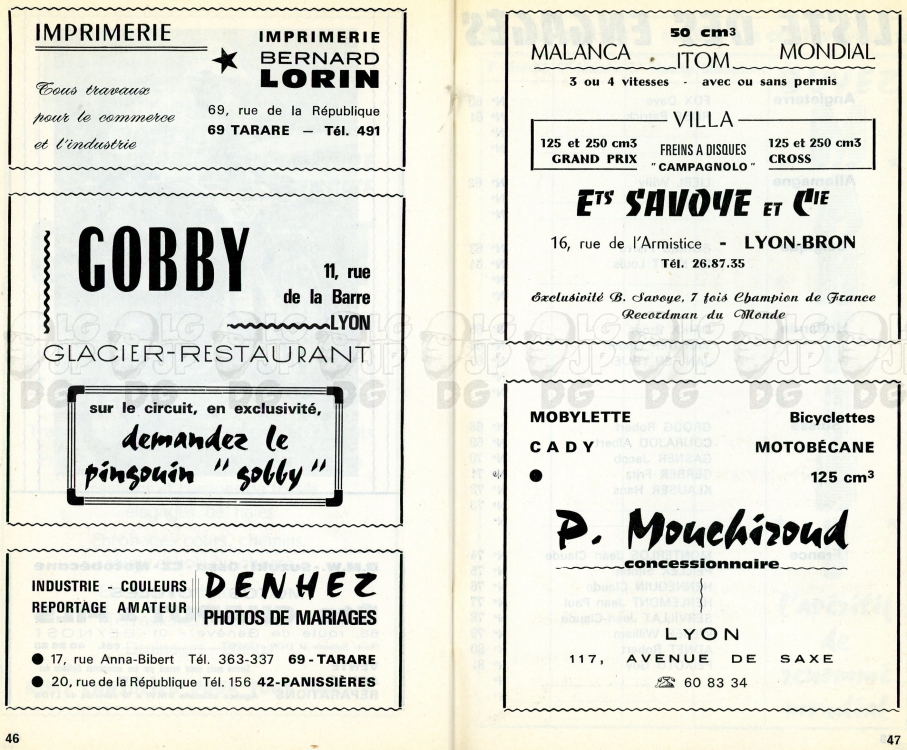 IMPRIMERIE
Tous travaux
pour le commerce
et l'industrie
IMPRIMERIE
BERNARD
LORIN
69, rue de la République
69 TARARE — Tél. 491
GOBBY
11, rue
de la Barre
LYON
GLACIER-RESTAURANT
sur le circuit, en exclusivité,
demandez le
pingouin "gobby"
INDUSTRIE - COULEURS
REPORTAGE AMATEUR
DENHEZ
PHOTOS DE MARIAGES
17, rue Anna-Bibert Tél. 363-337 69-TARARE
20, rue de la République Tél. 156 42-PANISSIÈRES
46
50 cm3
MALANCA ITOM MONDIAL
3 ou 4 vitesses - avec ou sans permis
VILLA
125 et 250 cm3
GRAND PRIX
FREINS A DISQUES
"CAMPAGNOLO"
125 et 250 cm3
CROSS
ETS SAVOYE ET CIE
16, rue de l'Armistice - LYON-BRON
Tél. 26.87.35
Exclusivité B. Savoye, 7 fois Champion de France
Recordman du Monde
MOBYLETTE
CADY
Bicyclettes
MOTOBÉCANE
125 cm3
P. Mouchiroud
concessionnaire
LYON
117, AVENUE DE SAXE
☎ 60 83 34
47
LG
JP
DG